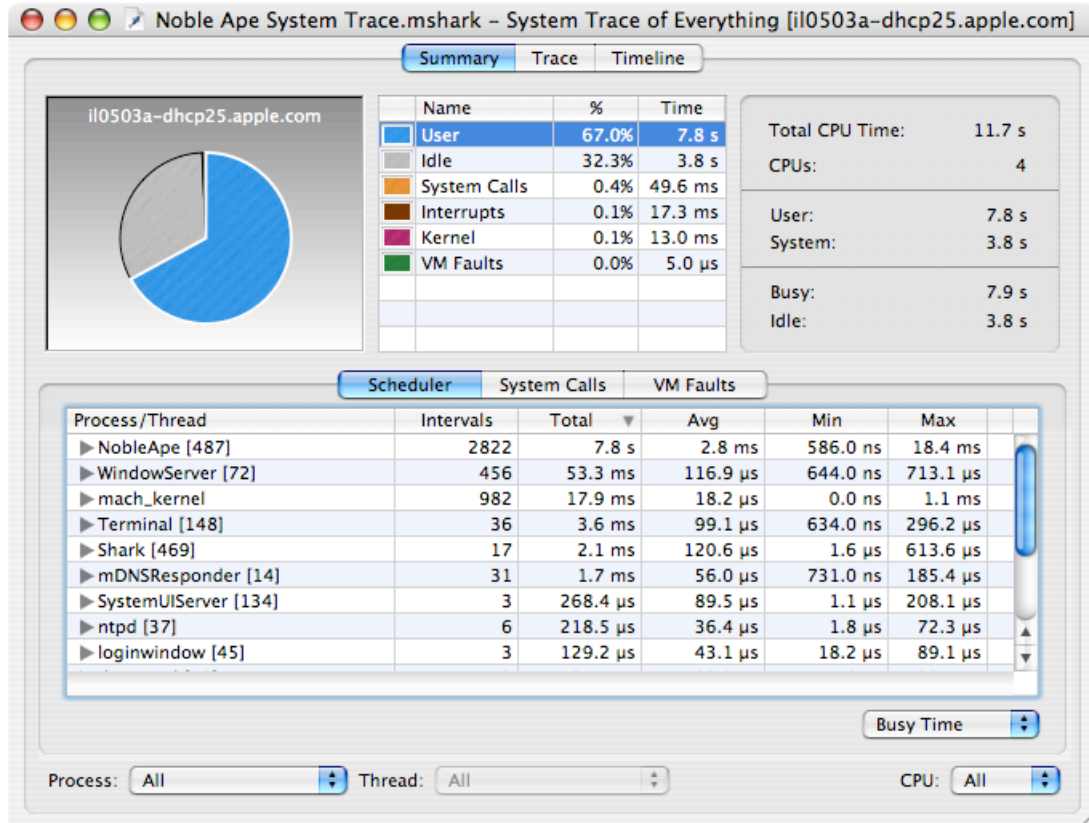 Noble Ape System Trace.mshark – System Trace of Everything [il0503a-dhcp25.apple.com]
Summary Trace Timeline
il0503a-dhcp25.apple.com
Name % Time
User 67.0% 7.8 s
Idle 32.3% 3.8 s
System Calls 0.4% 49.6 ms
Interrupts 0.1% 17.3 ms
Kernel 0.1% 13.0 ms
VM Faults 0.0% 5.0 µs
Total CPU Time: 11.7 s
CPUs: 4
User: 7.8 s
System: 3.8 s
Busy: 7.9 s
Idle: 3.8 s
Scheduler System Calls VM Faults
Process/Thread Intervals Total Avg Min Max
NobleApe [487] 2822 7.8 s 2.8 ms 586.0 ns 18.4 ms
WindowServer [72] 456 53.3 ms 116.9 µs 644.0 ns 713.1 µs
mach_kernel 982 17.9 ms 18.2 µs 0.0 ns 1.1 ms
Terminal [148] 36 3.6 ms 99.1 µs 634.0 ns 296.2 µs
Shark [469] 17 2.1 ms 120.6 µs 1.6 µs 613.6 µs
mDNSResponder [14] 31 1.7 ms 56.0 µs 731.0 ns 185.4 µs
SystemUIServer [134] 3 268.4 µs 89.5 µs 1.1 µs 208.1 µs
ntpd [37] 6 218.5 µs 36.4 µs 1.8 µs 72.3 µs
loginwindow [45] 3 129.2 µs 43.1 µs 18.2 µs 89.1 µs
Busy Time
Process: All Thread: All CPU: All